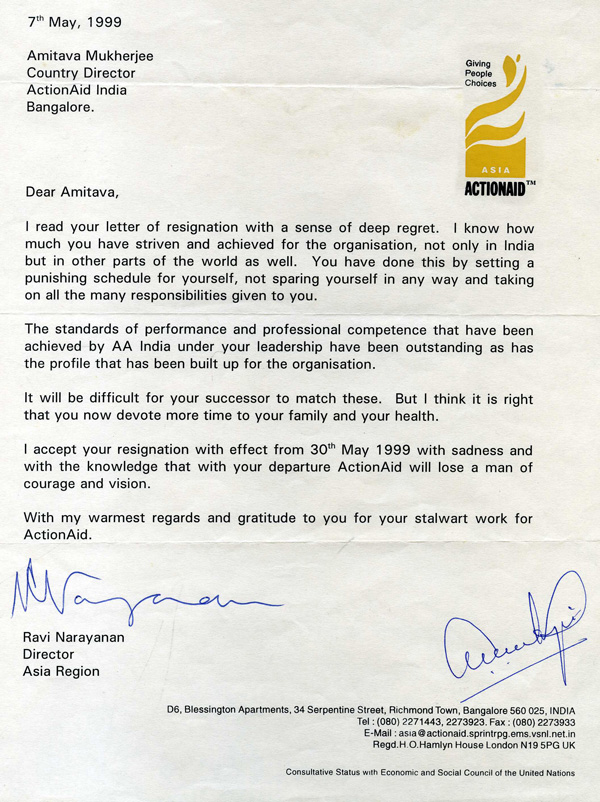 7th May, 1999
Amitava Mukherjee
Country Director
ActionAid India
Bangalore.
Giving
People
Choices
ASIA
ACTIONAID™
Dear Amitava,
I read your letter of resignation with a sense of deep regret. I know how
much you have striven and achieved for the organisation, not only in India
but in other parts of the world as well. You have done this by setting a
punishing schedule for yourself, not sparing yourself in any way and taking
on all the many responsibilities given to you.
The standards of performance and professional competence that have been
achieved by AA India under your leadership have been outstanding as has
the profile that has been built up for the organisation.
It will be difficult for your successor to match these. But I think it is right
that you now devote more time to your family and your health.
I accept your resignation with effect from 30th May 1999 with sadness and
with the knowledge that with your departure ActionAid will lose a man of
courage and vision.
With my warmest regards and gratitude to you for your stalwart work for
ActionAid.
Ravi Narayanan
Director
Asia Region
D6, Blessington Apartments, 34 Serpentine Street, Richmond Town, Bangalore 560 025, INDIA
Tel : (080) 2271443, 2273923. Fax : (080) 2273933
E-Mail : asia@actionaid.sprintrpg.ems.vsnl.net.in
Regd.H.O.Hamlyn House London N19 5PG UK
Consultative Status with Economic and Social Council of the United Nations